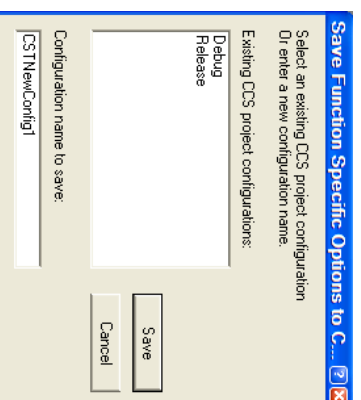 Save Function Specific Options to C...
Select an existing CCS project configuration
Or enter a new configuration name.
Existing CCS project configurations:
Debug
Release
Save
Cancel
Configuration name to save:
CSTNewConfig1